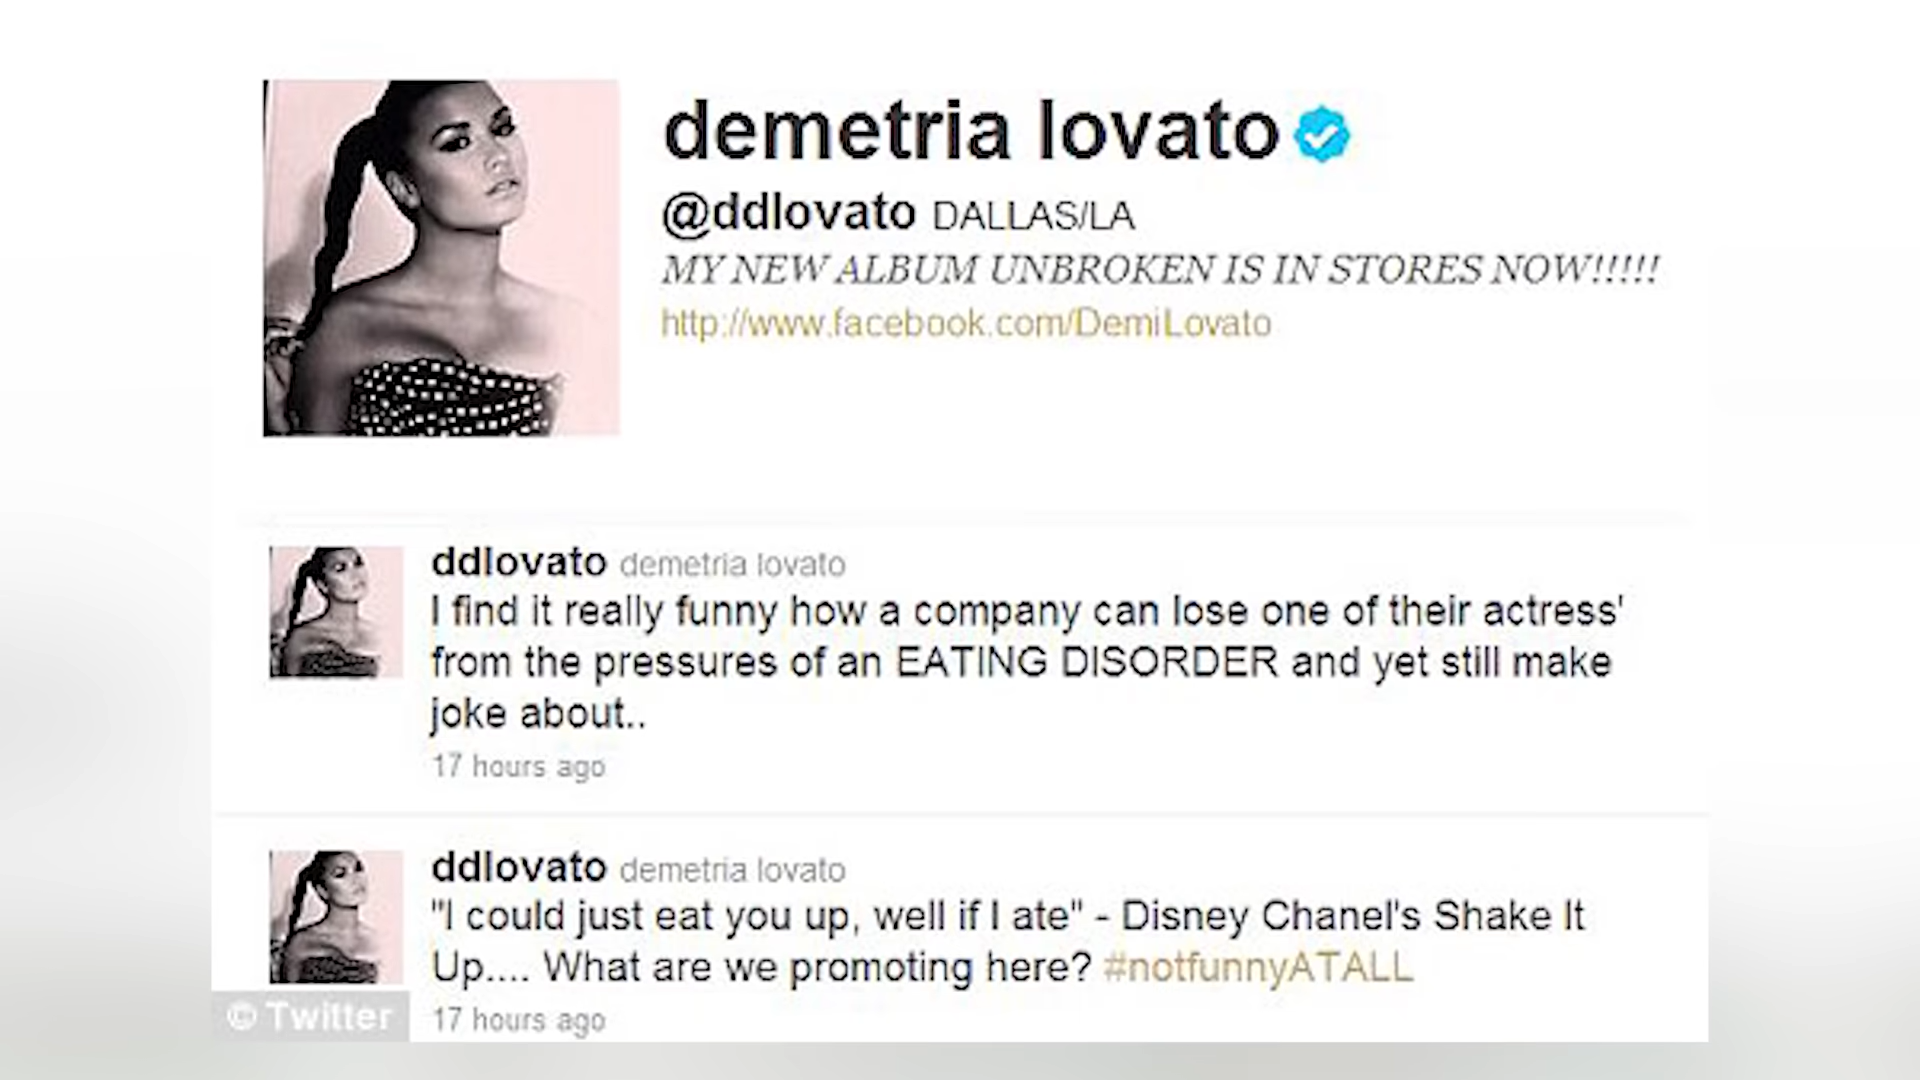 demetria lovato
@ddlovato DALLAS/LA
MY NEW ALBUM UNBROKEN IS IN STORES NOW!!!!!
http://www.facebook.com/DemiLovato
ddlovato demetria lovato
I find it really funny how a company can lose one of their actress'
from the pressures of an EATING DISORDER and yet still make
joke about..
17 hours ago
ddlovato demetria lovato
"I could just eat you up, well if I ate" - Disney Chanel's Shake It
Up.... What are we promoting here? #notfunnyATALL
17 hours ago
© Twitter